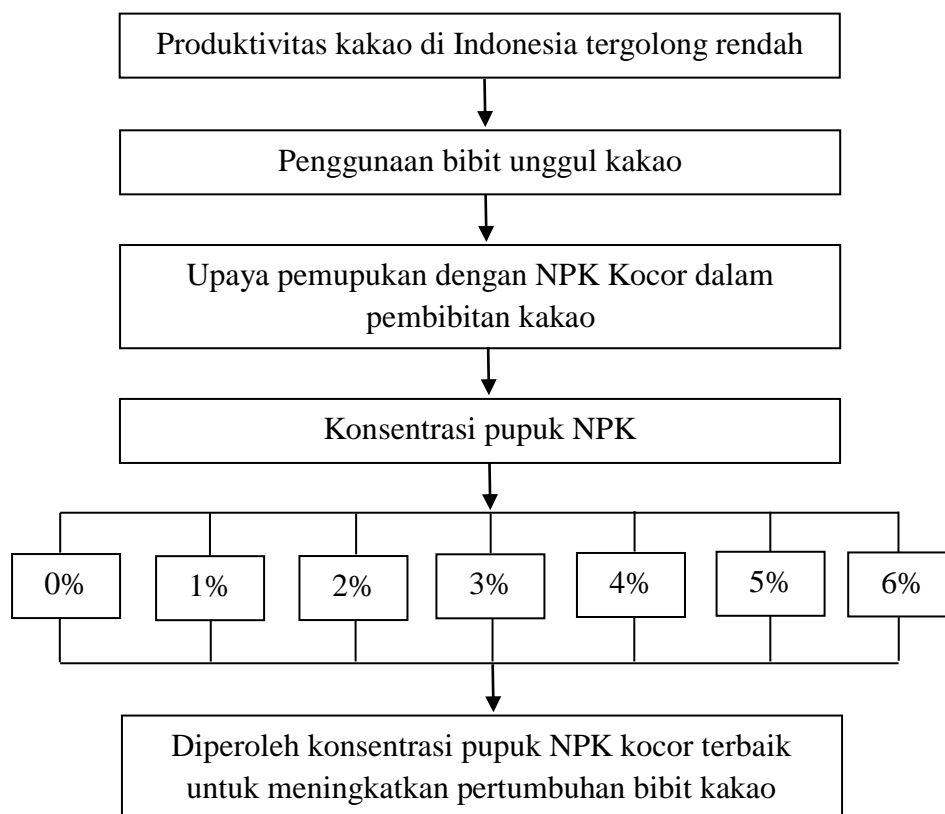 Produktivitas kakao di Indonesia tergolong rendah
Penggunaan bibit unggul kakao
Upaya pemupukan dengan NPK Kocor dalam
pembibitan kakao
Konsentrasi pupuk NPK
0% 1% 2% 3% 4% 5% 6%
Diperoleh konsentrasi pupuk NPK kocor terbaik
untuk meningkatkan pertumbuhan bibit kakao